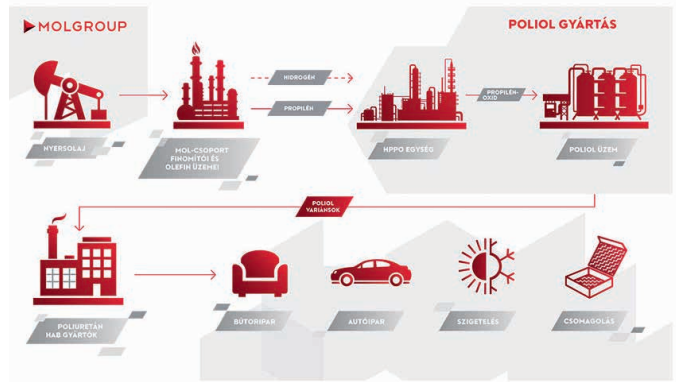 MOLGROUP
POLIOL GYÁRTÁS
HIDROGÉN
PROPILÉN
PROPILÉN-
OXID
NYERSOLAJ
MOL-CSOPORT
FINOMÍTÓI ÉS
OLEFIN ÜZEMEI
HPPO EGYSÉG
POLIOL ÜZEM
POLIOL
VARIÁNSOK
POLIURETÁN
HAB GYÁRTÓK
BÚTORIPAR
AUTÓIPAR
SZIGETELÉS
CSOMAGOLÁS